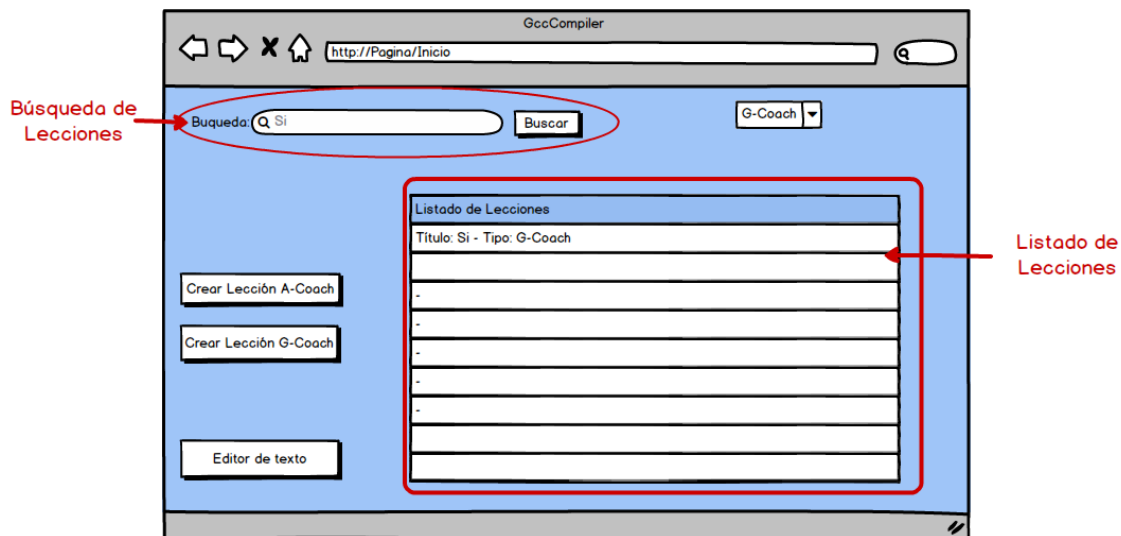 GccCompiler
http://Pagina/Inicio
Búsqueda de
Lecciones
Buqueda:
Si
Buscar
G-Coach
Listado de Lecciones
Título: Si - Tipo: G-Coach
-
-
-
-
-
Listado de
Lecciones
Crear Lección A-Coach
Crear Lección G-Coach
Editor de texto